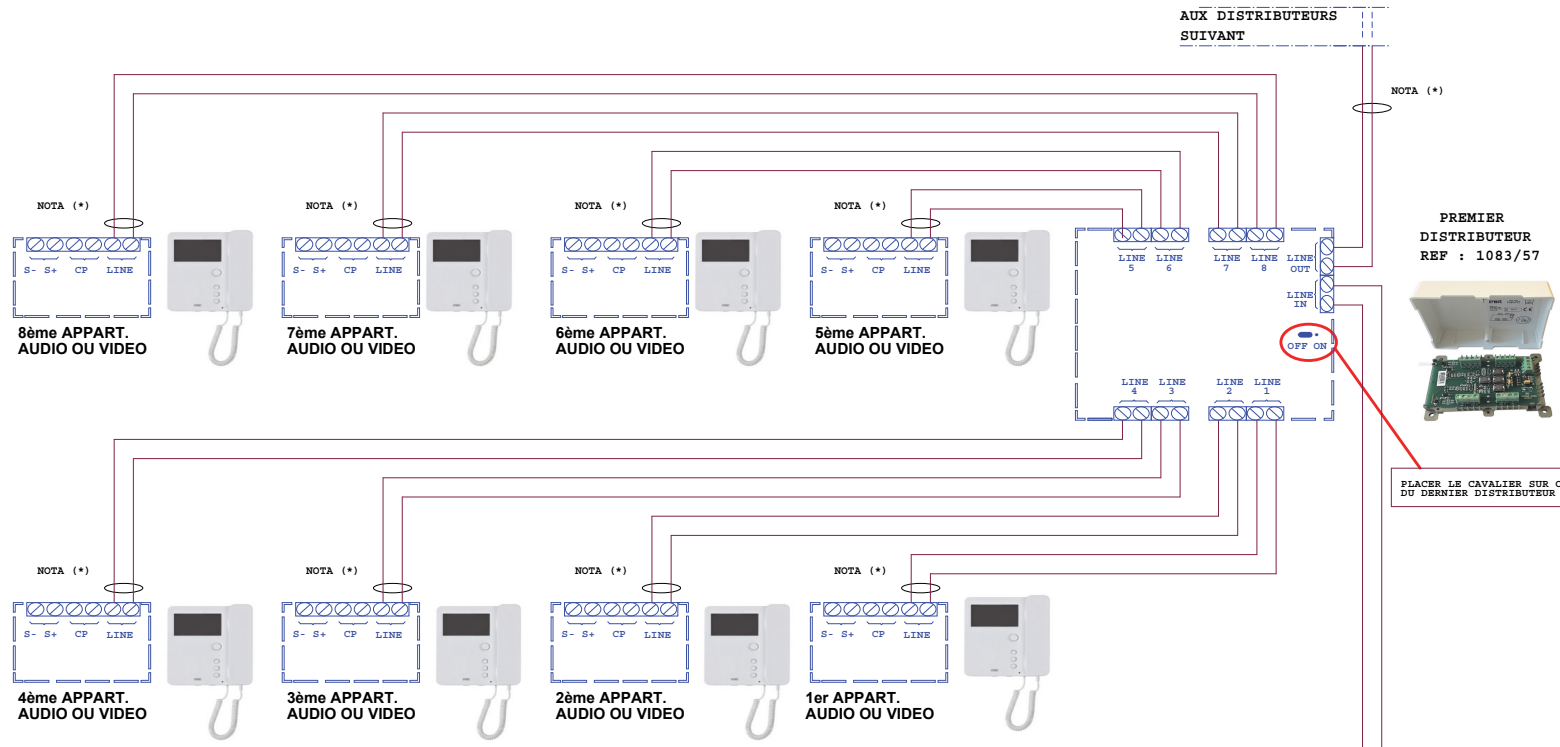 AUX DISTRIBUTEURS
SUIVANT
NOTA (*)
NOTA (*)
NOTA (*)
NOTA (*)
NOTA (*)
PREMIER
DISTRIBUTEUR
REF : 1083/57
S- S+ CP LINE
8ème APPART.
AUDIO OU VIDEO
S- S+ CP LINE
7ème APPART.
AUDIO OU VIDEO
S- S+ CP LINE
6ème APPART.
AUDIO OU VIDEO
S- S+ CP LINE
5ème APPART.
AUDIO OU VIDEO
LINE 5
LINE 6
LINE 7
LINE 8
LINE OUT
LINE IN
OFF ON
LINE 4
LINE 3
LINE 2
LINE 1
PLACER LE CAVALIER SUR
DU DERNIER DISTRIBUTEUR
NOTA (*)
NOTA (*)
NOTA (*)
NOTA (*)
S- S+ CP LINE
4ème APPART.
AUDIO OU VIDEO
S- S+ CP LINE
3ème APPART.
AUDIO OU VIDEO
S- S+ CP LINE
2ème APPART.
AUDIO OU VIDEO
S- S+ CP LINE
1er APPART.
AUDIO OU VIDEO